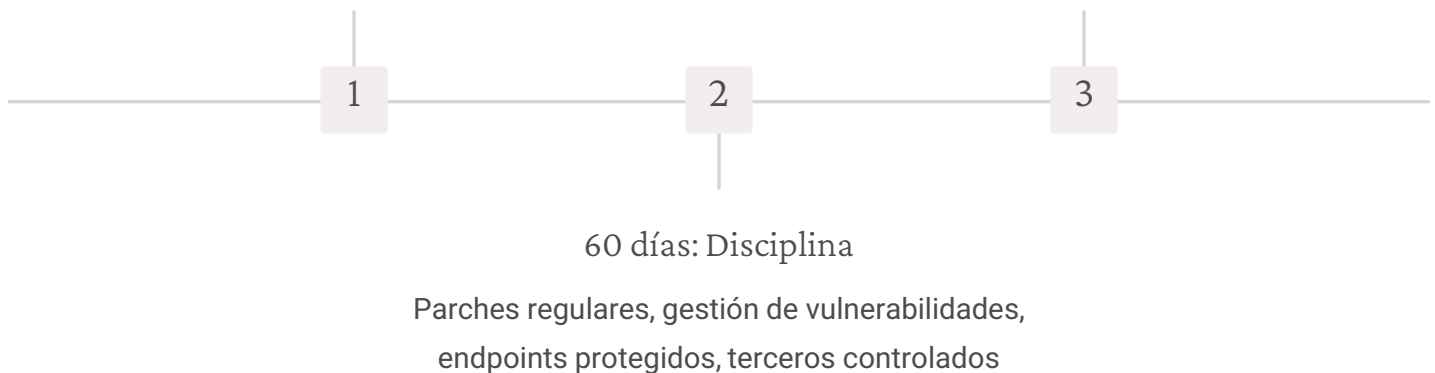 1
2
3
60 días: Disciplina
Parches regulares, gestión de vulnerabilidades,
endpoints protegidos, terceros controlados